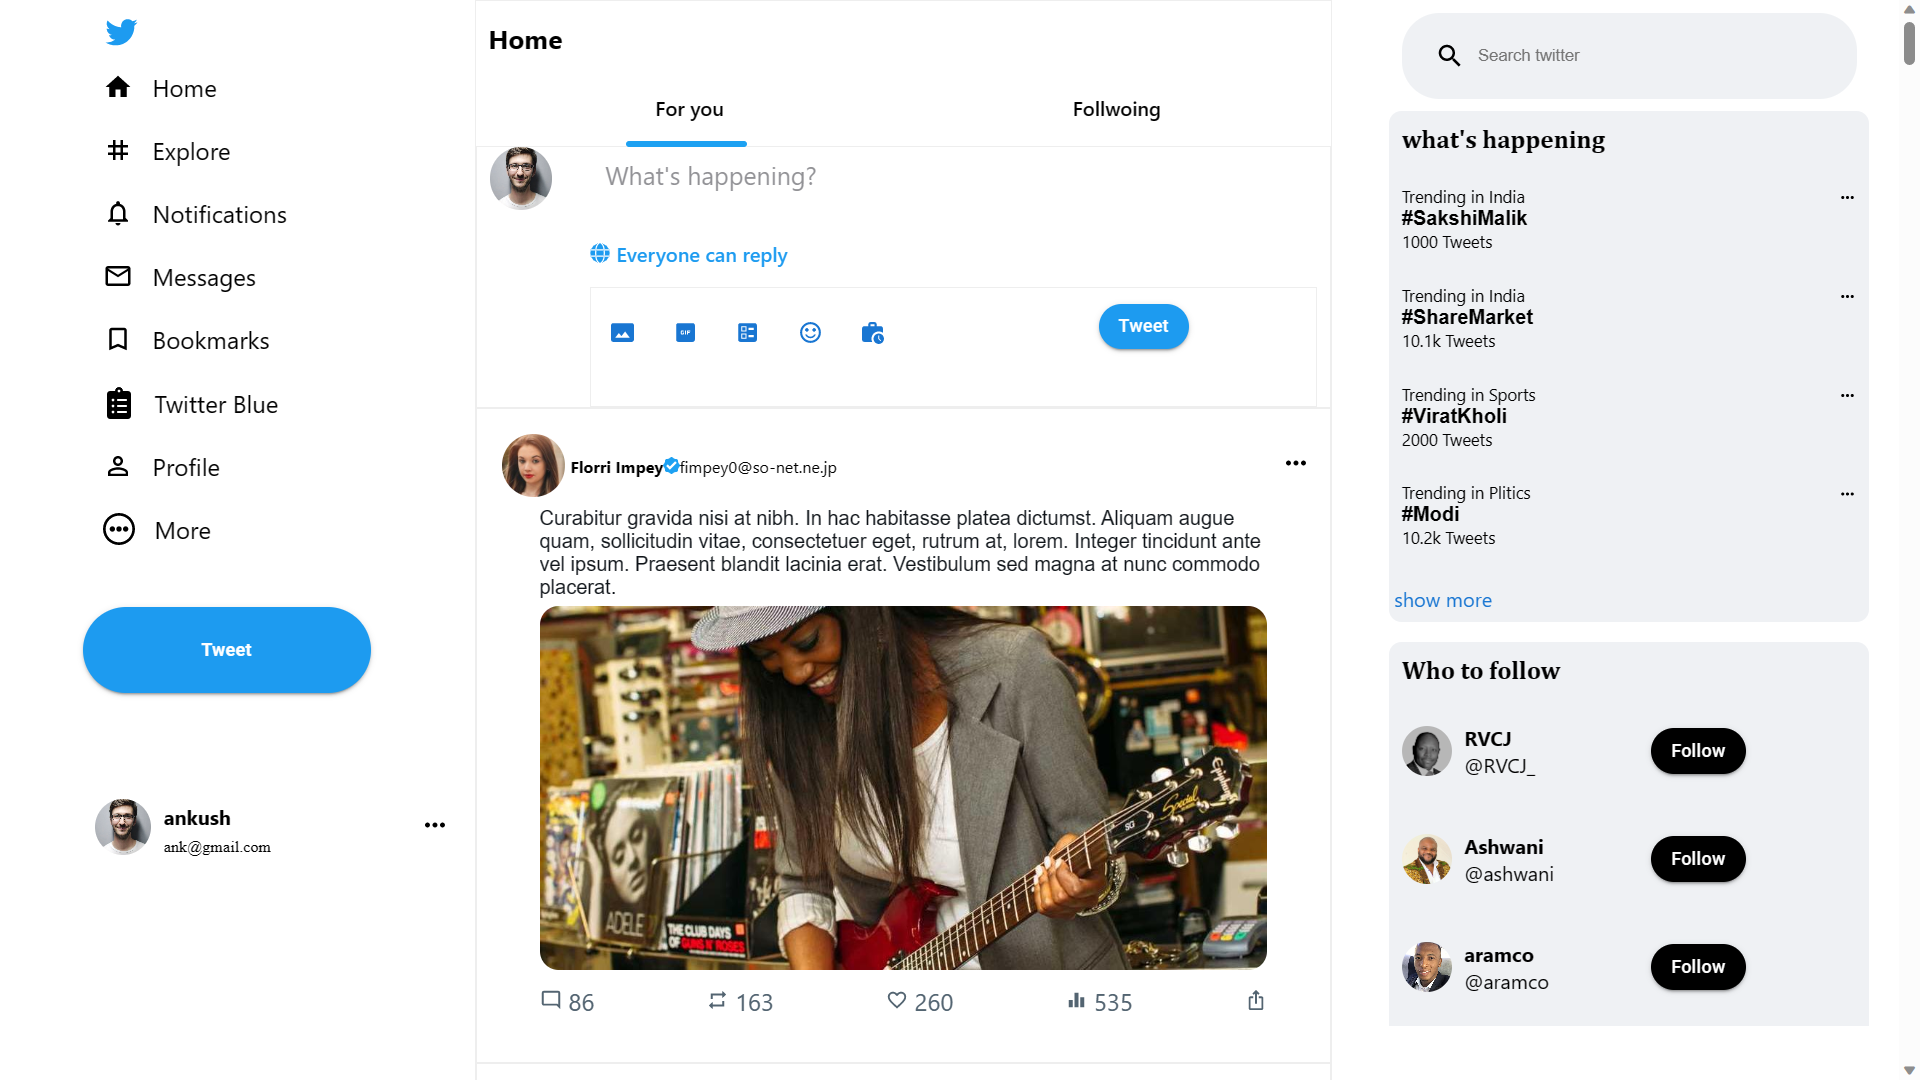 Home
Explore
Notifications
Messages
Bookmarks
Twitter Blue
Profile
More
Tweet
ankush
ank@gmail.com
Home
For you
Follwoing
What's happening?
Everyone can reply
GIF
Tweet
Florri Impey fimpey0@so-net.ne.jp
Curabitur gravida nisi at nibh. In hac habitasse platea dictumst. Aliquam augue
quam, sollicitudin vitae, consectetuer eget, rutrum at, lorem. Integer tincidunt ante
vel ipsum. Praesent blandit lacinia erat. Vestibulum sed magna at nunc commodo
placerat.
Epiphone
Special
SG
ADELE
THE CLUB DAYS
OF GUNS N' ROSES
86 163 260 535
Search twitter
what's happening
Trending in India
#SakshiMalik
1000 Tweets
Trending in India
#ShareMarket
10.1k Tweets
Trending in Sports
#ViratKholi
2000 Tweets
Trending in Plitics
#Modi
10.2k Tweets
show more
Who to follow
RVCJ
@RVCJ_
Follow
Ashwani
@ashwani
Follow
aramco
@aramco
Follow